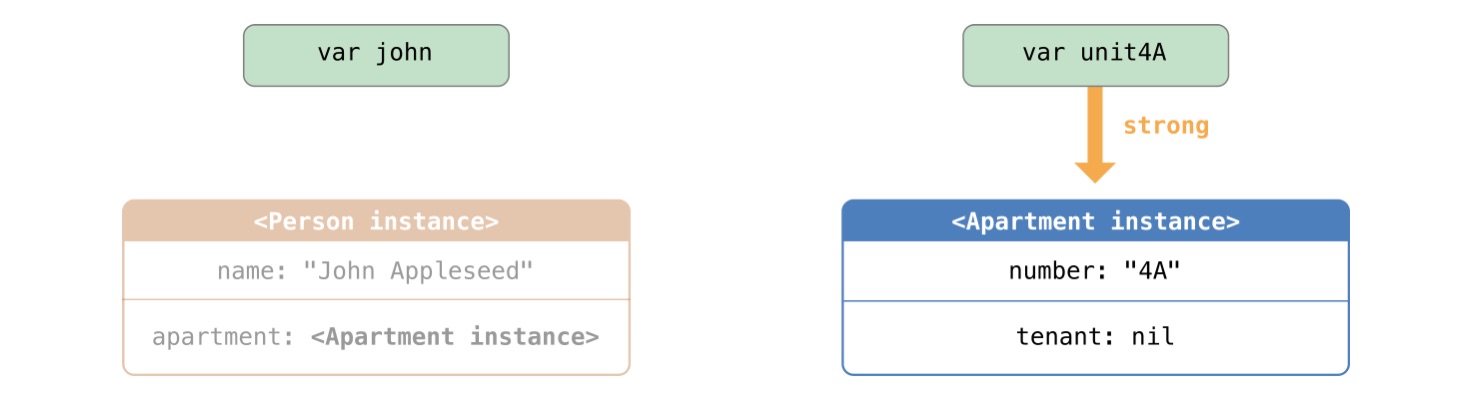 var john
var unit4A
strong
<Person instance>
<Apartment instance>
name: "John Appleseed"
number: "4A"
apartment: <Apartment instance>
tenant: nil